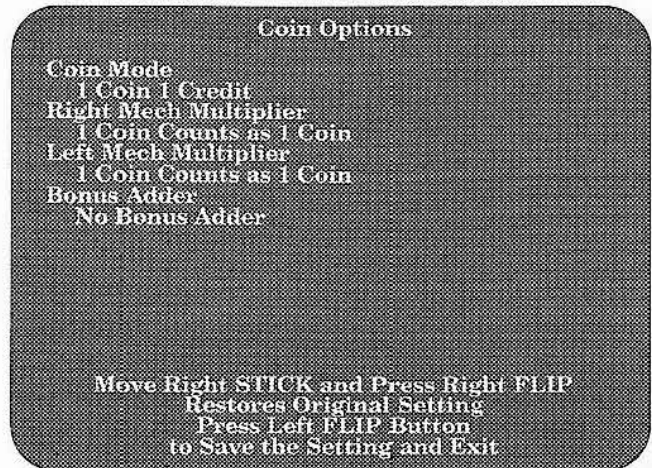 Coin Options
Coin Mode
1 Coin 1 Credit
Right Mech Multiplier
1 Coin Counts as 1 Coin
Left Mech Multiplier
1 Coin Counts as 1 Coin
Bonus Adder
No Bonus Adder
Move Right STICK and Press Right FLIP
Restores Original Setting
Press Left FLIP Button
to Save the Setting and Exit